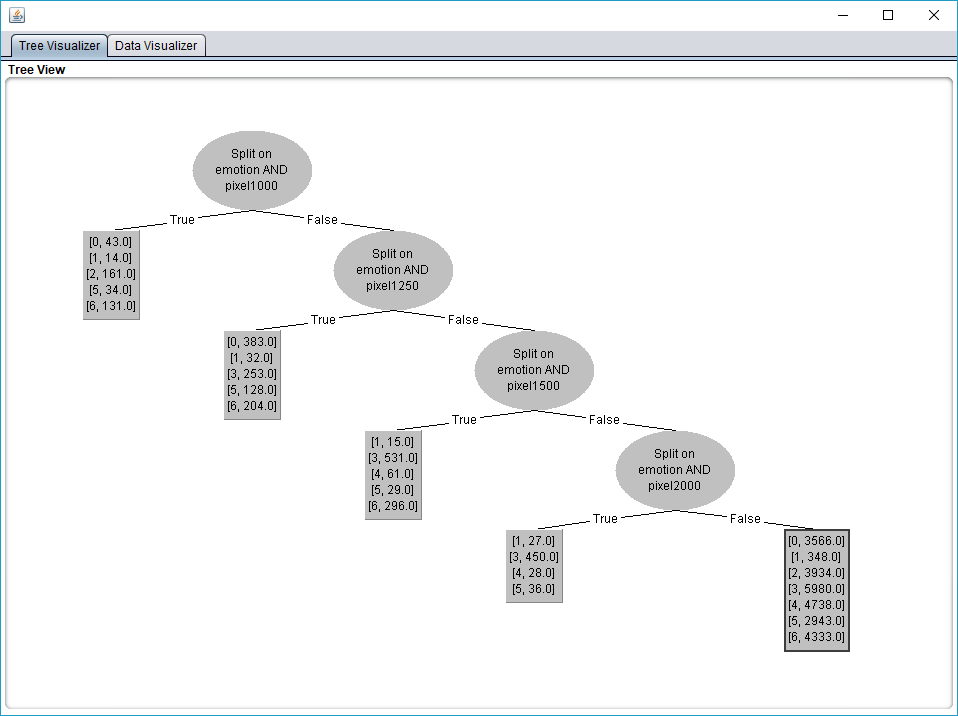 Tree Visualizer
Data Visualizer
Tree View
Split on
emotion AND
pixel1000
True
False
[0, 43.0]
[1, 14.0]
[2, 161.0]
[5, 34.0]
[6, 131.0]
Split on
emotion AND
pixel1250
True
False
[0, 383.0]
[1, 32.0]
[3, 253.0]
[5, 128.0]
[6, 204.0]
Split on
emotion AND
pixel1500
True
False
[1, 15.0]
[3, 531.0]
[4, 61.0]
[5, 29.0]
[6, 296.0]
Split on
emotion AND
pixel2000
True
False
[1, 27.0]
[3, 450.0]
[4, 28.0]
[5, 36.0]
[0, 3566.0]
[1, 348.0]
[2, 3934.0]
[3, 5980.0]
[4, 4738.0]
[5, 2943.0]
[6, 4333.0]